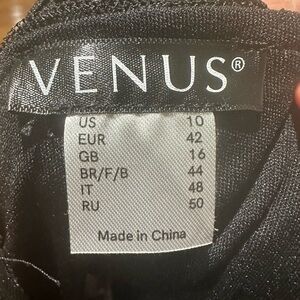 VENUS®
US 10
EUR 42
GB 16
BR/F/B 44
IT 48
RU 50
Made in China